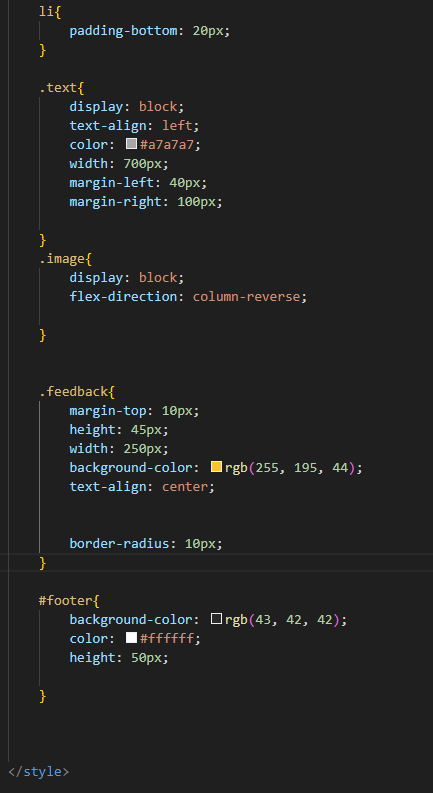 li{
padding-bottom: 20px;
}
.text{
display: block;
text-align: left;
color: #a7a7a7;
width: 700px;
margin-left: 40px;
margin-right: 100px;
}
.image{
display: block;
flex-direction: column-reverse;
}
.feedback{
margin-top: 10px;
height: 45px;
width: 250px;
background-color: rgb(255, 195, 44);
text-align: center;
border-radius: 10px;
}
#footer{
background-color: rgb(43, 42, 42);
color: #ffffff;
height: 50px;
}
</style>